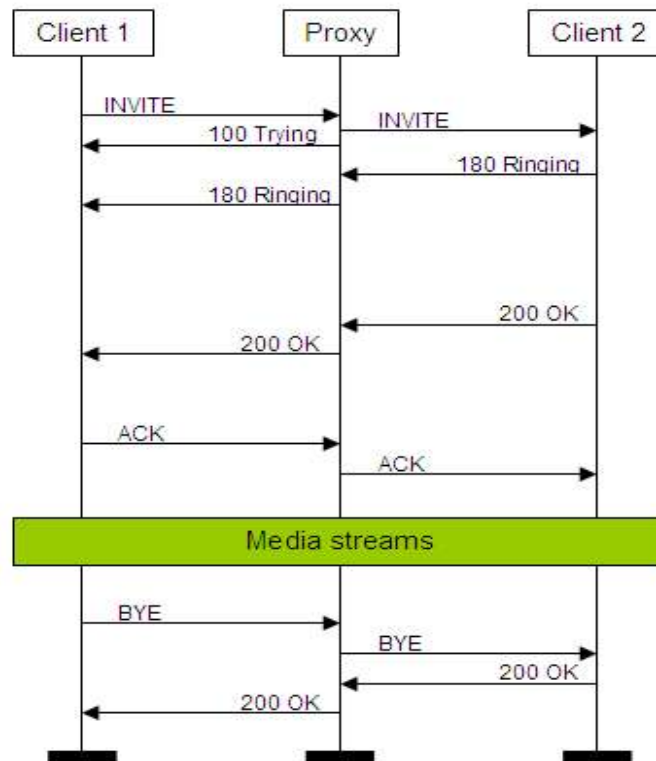 Client 1
Proxy
Client 2
INVITE
INVITE
100 Trying
180 Ringing
180 Ringing
200 OK
200 OK
ACK
ACK
Media streams
BYE
BYE
200 OK
200 OK